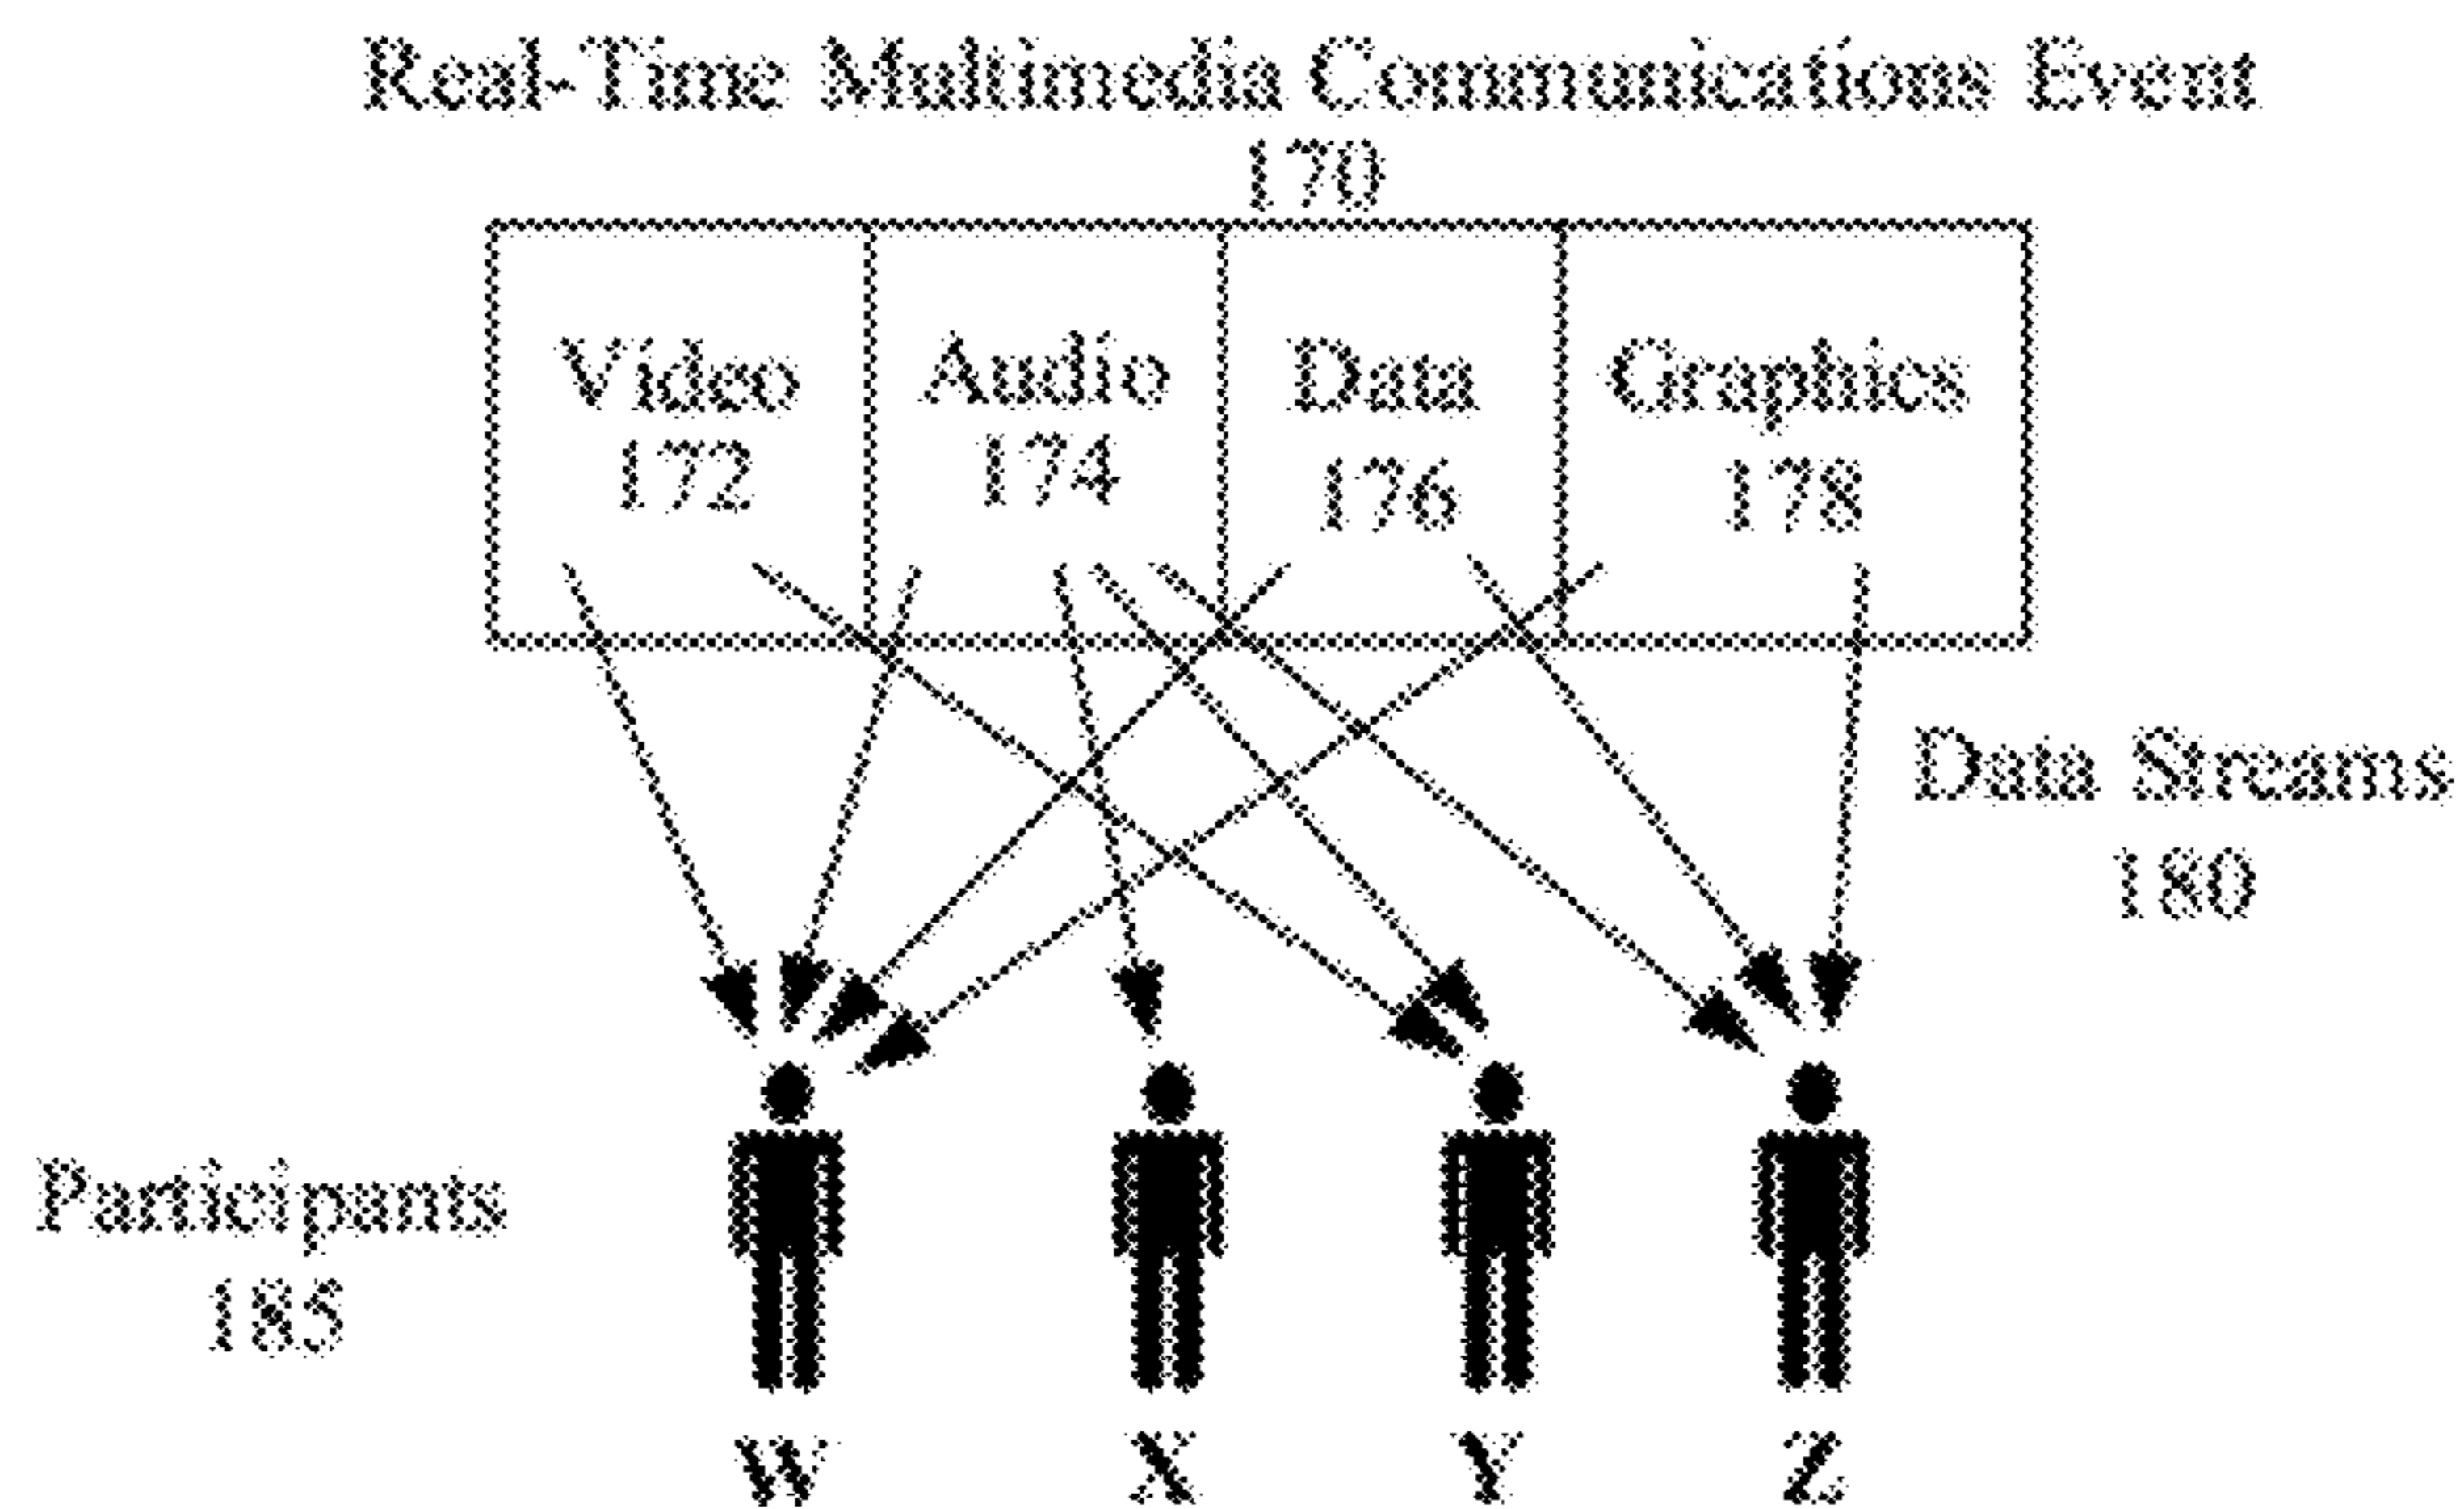 Real-Time Multimedia Communications Event
170
Video Audio Data Graphics
172 174 176 178
Data Streams
180
Participants
185
W X Y Z